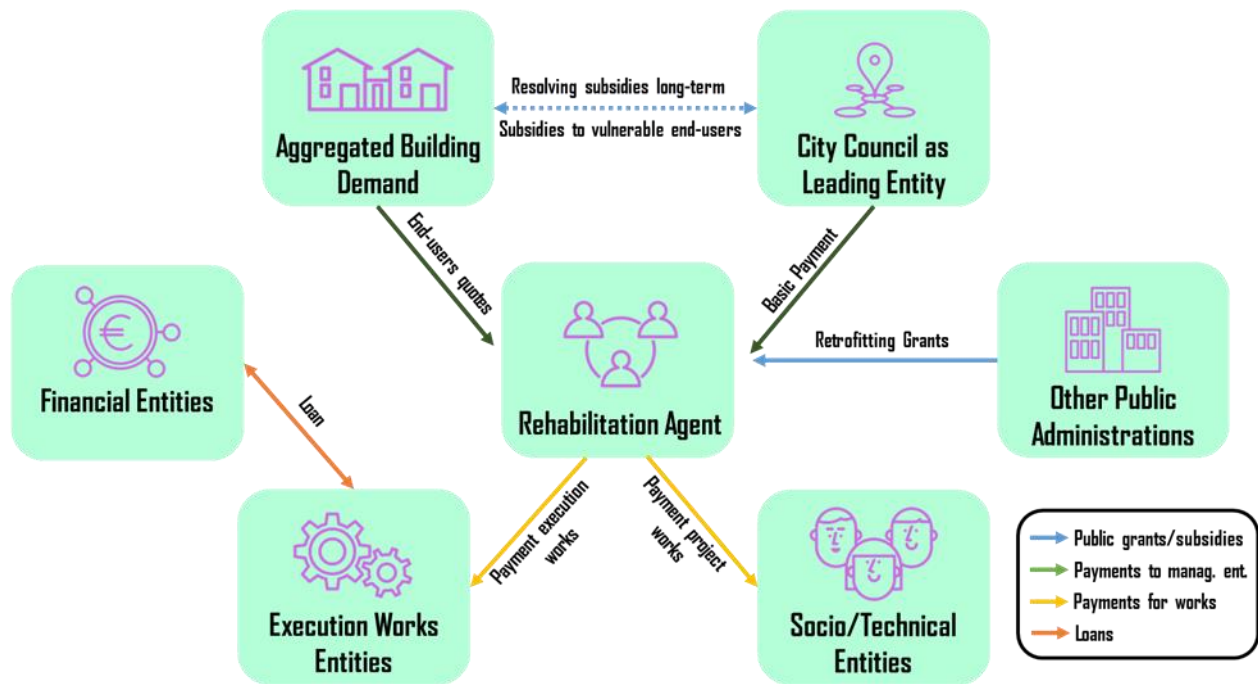 Resolving subsidies long-term
Subsidies to vulnerable end-users
Aggregated Building
Demand
City Council as
Leading Entity
End-users quotes
Basic Payment
Retrofitting Grants
Financial Entities
Loan
Rehabilitation Agent
Other Public
Administrations
Payment execution
works
Payment project
works
Execution Works
Entities
Socio/Technical
Entities
Public grants/subsidies
Payments to manag. ent.
Payments for works
Loans